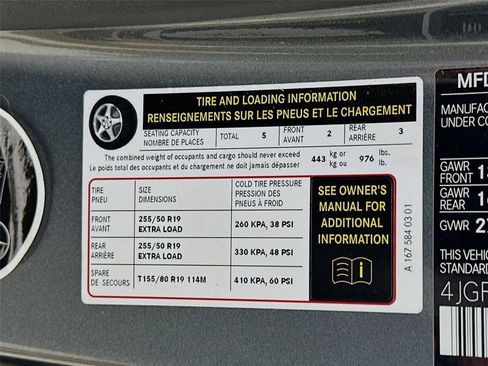 TIRE AND LOADING INFORMATION
RENSEIGNEMENTS SUR LES PNEUS ET LE CHARGEMENT
SEATING CAPACITY TOTAL 5 FRONT 2 REAR 3
NOMBRE DE PLACES AVANT ARRIÈRE
The combined weight of occupants and cargo should never exceed 443 kg or 976 lbs.
Le poids total des occupants et du chargement ne doit jamais dépasser kg ou lb.
TIRE SIZE COLD TIRE PRESSURE
PNEU DIMENSIONS PRESSION DES PNEUS À FROID
FRONT 255/50 R19 260 KPA, 38 PSI
AVANT EXTRA LOAD
REAR 255/50 R19 330 KPA, 48 PSI
ARRIÈRE EXTRA LOAD
SPARE T155/80 R19 114M 410 KPA, 60 PSI
DE SECOURS
SEE OWNER'S
MANUAL FOR
ADDITIONAL
INFORMATION
A 167 584 03 01
MFD
MANUFAC
UNDER CO
GAWR
FRONT
GAWR
REAR
GVWR
THIS VEHI
STANDARD